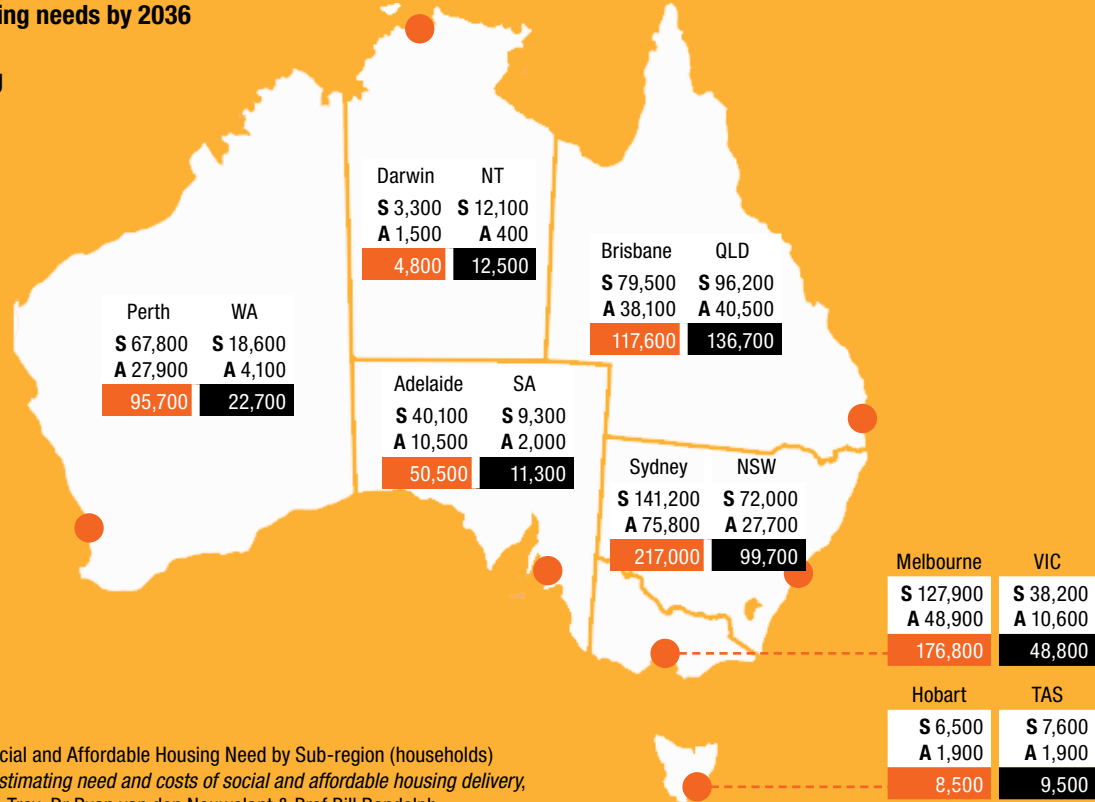 ing needs by 2036
g
Darwin NT
S 3,300 S 12,100
A 1,500 A 400
4,800 12,500
Brisbane QLD
S 79,500 S 96,200
A 38,100 A 40,500
117,600 136,700
Perth WA
S 67,800 S 18,600
A 27,900 A 4,100
95,700 22,700
Adelaide SA
S 40,100 S 9,300
A 10,500 A 2,000
50,500 11,300
Sydney NSW
S 141,200 S 72,000
A 75,800 A 27,700
217,000 99,700
Melbourne VIC
S 127,900 S 38,200
A 48,900 A 10,600
176,800 48,800
Hobart TAS
S 6,500 S 7,600
A 1,900 A 1,900
8,500 9,500
cial and Affordable Housing Need by Sub-region (households)
stimating need and costs of social and affordable housing delivery,